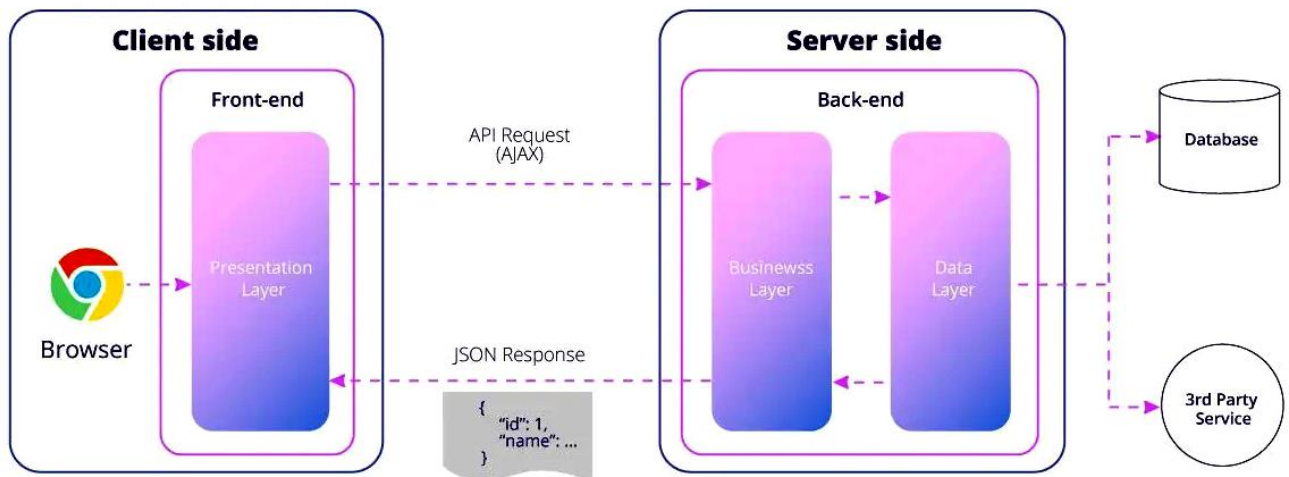 Client side
Front-end
Presentation
Layer
Browser
API Request
(AJAX)
JSON Response
{
"id": 1,
"name": ...
}
Server side
Back-end
Businewss
Layer
Data
Layer
Database
3rd Party
Service